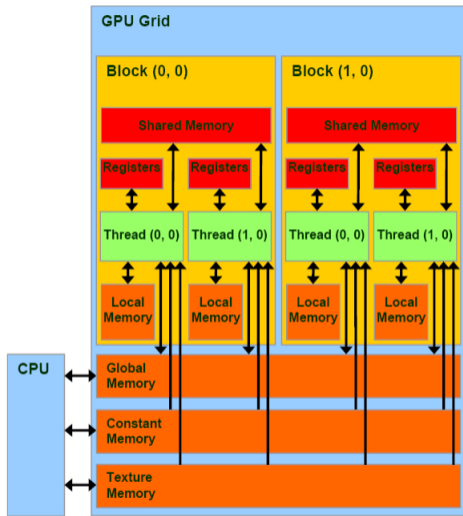 GPU Grid
Block (0, 0)
Block (1, 0)
Shared Memory
Shared Memory
Registers
Registers
Registers
Registers
Thread (0, 0)
Thread (1, 0)
Thread (0, 0)
Thread (1, 0)
Local
Memory
Local
Memory
Local
Memory
Local
Memory
CPU
Global
Memory
Constant
Memory
Texture
Memory